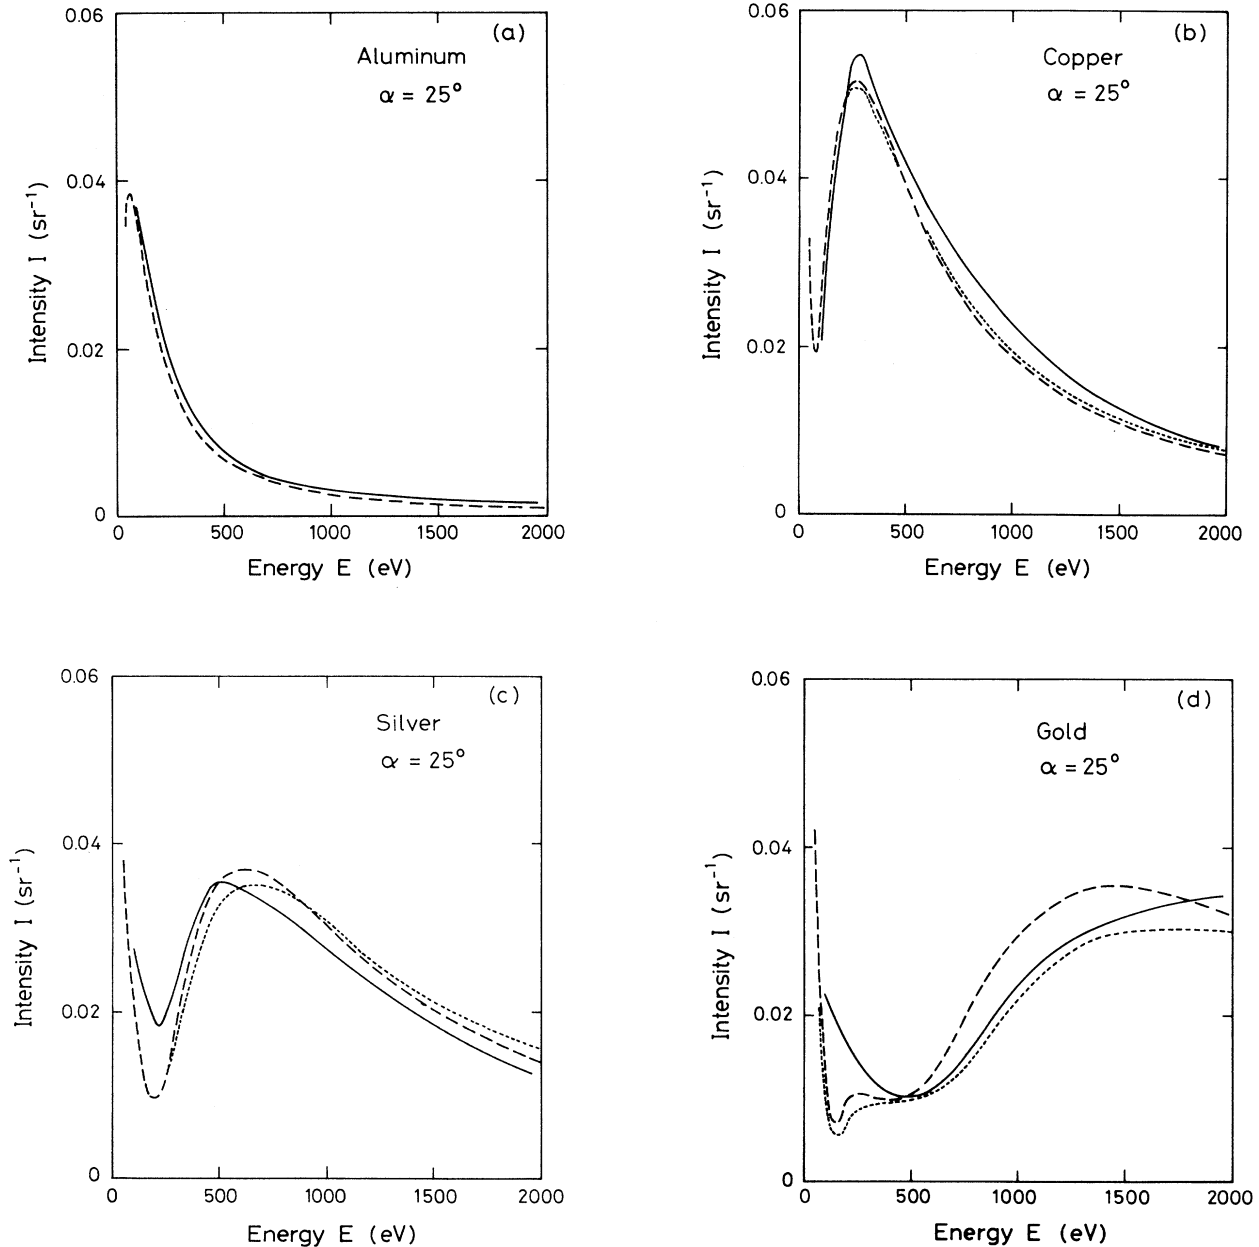 0.06
(a)
Aluminum
α = 25°
0.04
0.02
0
Intensity I (sr⁻¹)
0 500 1000 1500 2000
Energy E (eV)
0.06
(b)
Copper
α = 25°
0.04
0.02
0
Intensity I (sr⁻¹)
0 500 1000 1500 2000
Energy E (eV)
0.06
(c)
Silver
α = 25°
0.04
0.02
0
Intensity I (sr⁻¹)
0 500 1000 1500 2000
Energy E (eV)
0.06
(d)
Gold
α = 25°
0.04
0.02
0
Intensity I (sr⁻¹)
0 500 1000 1500 2000
Energy E (eV)